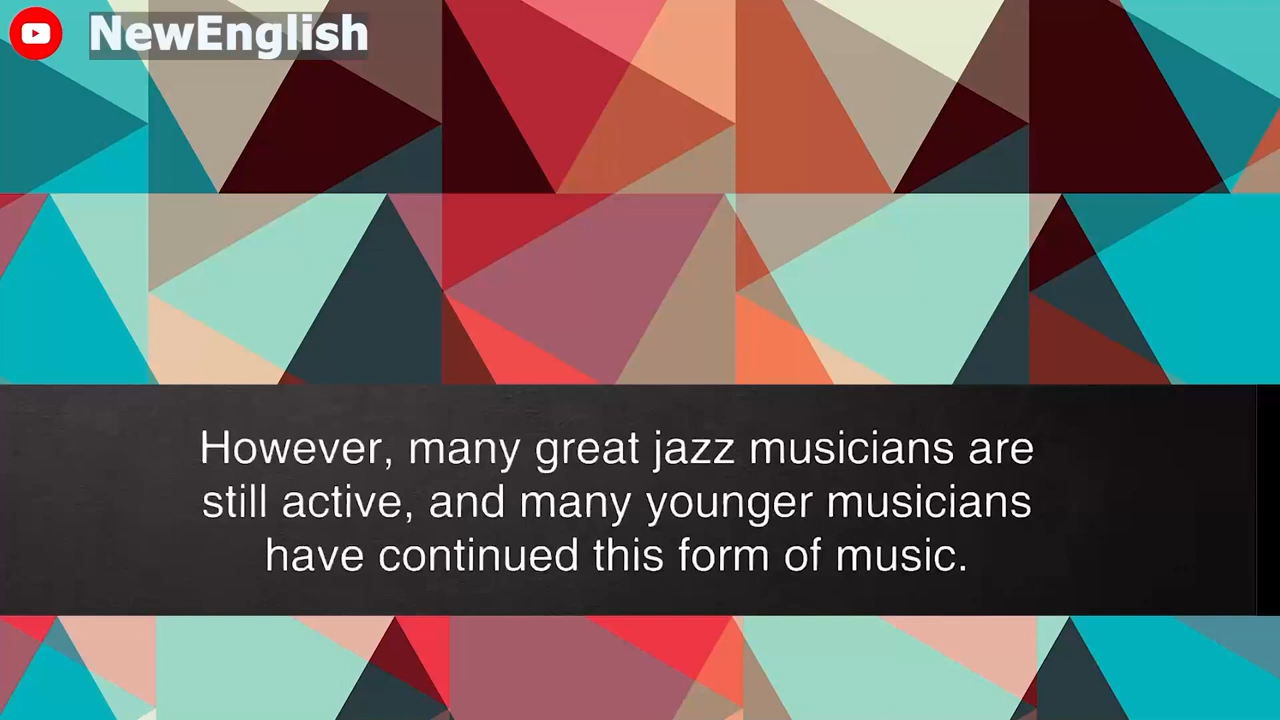 NewEnglish
However, many great jazz musicians are
still active, and many younger musicians
have continued this form of music.